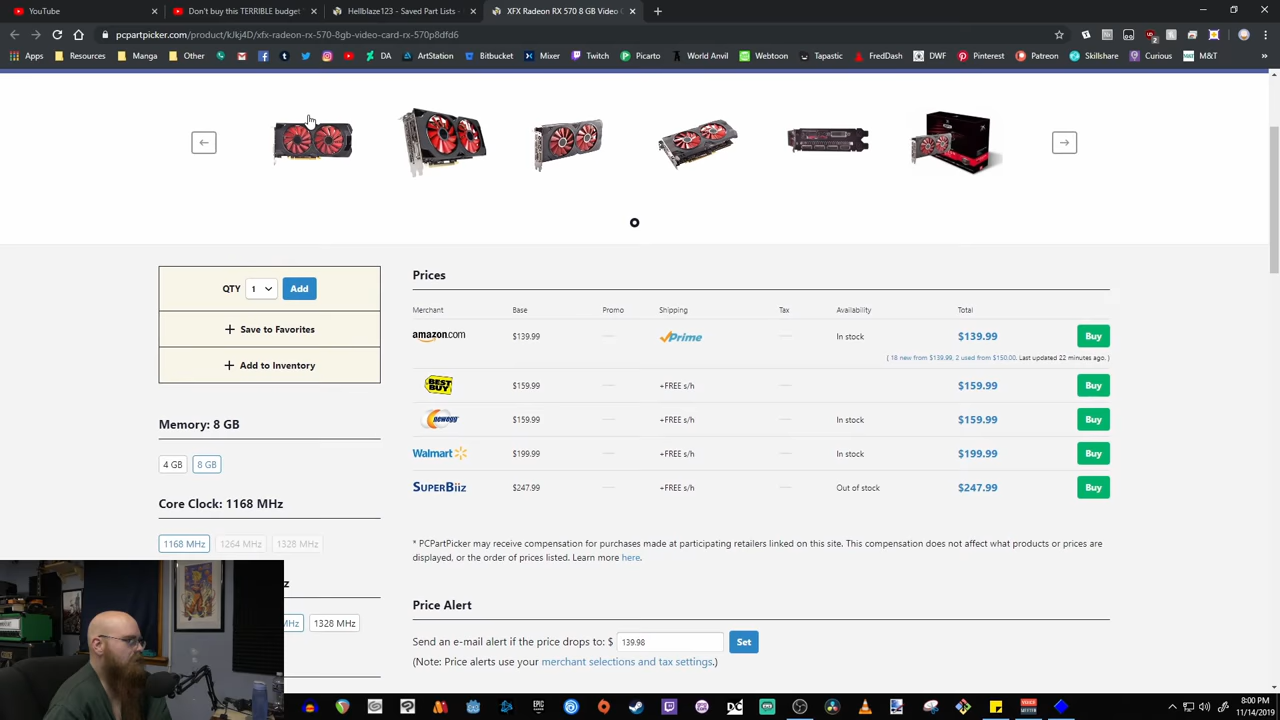 YouTube
Don't buy this TERRIBLE budget
Hellblaze123 - Saved Part Lists -
XFX Radeon RX 570 8 GB Video C
pcpartpicker.com/product/kJkj4D/xfx-radeon-rx-570-8gb-video-card-rx-570p8dfd6
Apps Resources Manga Other DA ArtStation Bitbucket Mixer Twitch Picarto World Anvil Webtoon Tapastic FredDash DWF Pinterest Patreon Skillshare Curious M&T
QTY 1 Add
Save to Favorites
Add to Inventory
Memory: 8 GB
4 GB 8 GB
Core Clock: 1168 MHz
1168 MHz 1264 MHz 1328 MHz
z
MHz 1328 MHz
Prices
Merchant Base Promo Shipping Tax Availability Total
amazon.com $139.99 Prime In stock $139.99 Buy
( 18 new from $139.99, 2 used from $150.00. Last updated 22 minutes ago. )
BEST BUY $159.99 +FREE s/h $159.99 Buy
newegg $159.99 +FREE s/h In stock $159.99 Buy
Walmart $199.99 +FREE s/h In stock $199.99 Buy
SUPERBiiz $247.99 +FREE s/h Out of stock $247.99 Buy
* PCPartPicker may receive compensation for purchases made at participating retailers linked on this site. This compensation does not affect what products or prices are
displayed, or the order of prices listed. Learn more here.
Price Alert
Send an e-mail alert if the price drops to: $ 139.98 Set
(Note: Price alerts use your merchant selections and tax settings.)
8:00 PM
11/14/2019